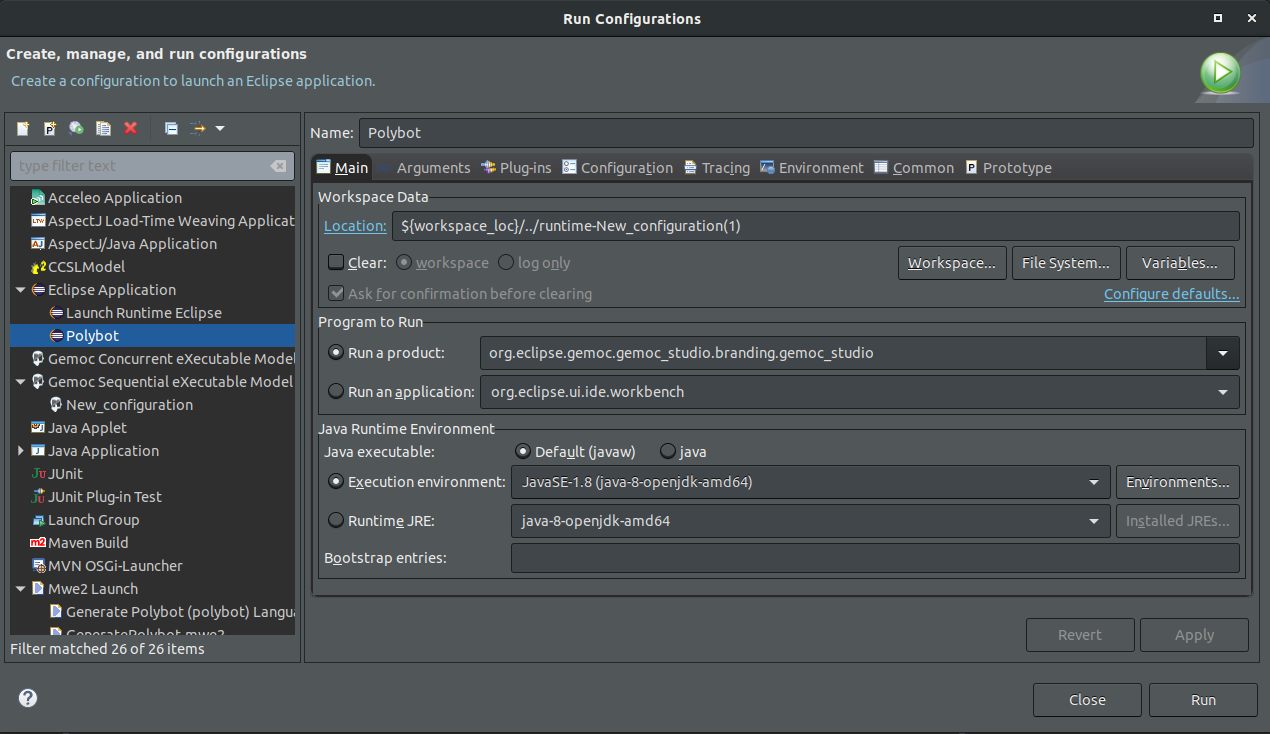 Run Configurations
Create, manage, and run configurations
Create a configuration to launch an Eclipse application.
type filter text
Acceleo Application
AspectJ Load-Time Weaving Applicat
AspectJ/Java Application
CCSLModel
Eclipse Application
Launch Runtime Eclipse
Polybot
Gemoc Concurrent eXecutable Model
Gemoc Sequential eXecutable Model
New_configuration
Java Applet
Java Application
JUnit
JUnit Plug-in Test
Launch Group
Maven Build
MVN OSGi-Launcher
Mwe2 Launch
Generate Polybot (polybot) Langua
GeneratePolybot.mwe2
Filter matched 26 of 26 items
Name: Polybot
Main Arguments Plug-ins Configuration Tracing Environment Common Prototype
Workspace Data
Location: ${workspace_loc}/../runtime-New_configuration(1)
Clear: workspace log only Workspace... File System... Variables...
Ask for confirmation before clearing Configure defaults...
Program to Run
Run a product: org.eclipse.gemoc.gemoc_studio.branding.gemoc_studio
Run an application: org.eclipse.ui.ide.workbench
Java Runtime Environment
Java executable: Default (javaw) java
Execution environment: JavaSE-1.8 (java-8-openjdk-amd64) Environments...
Runtime JRE: java-8-openjdk-amd64 Installed JREs...
Bootstrap entries:
Revert Apply
Close Run